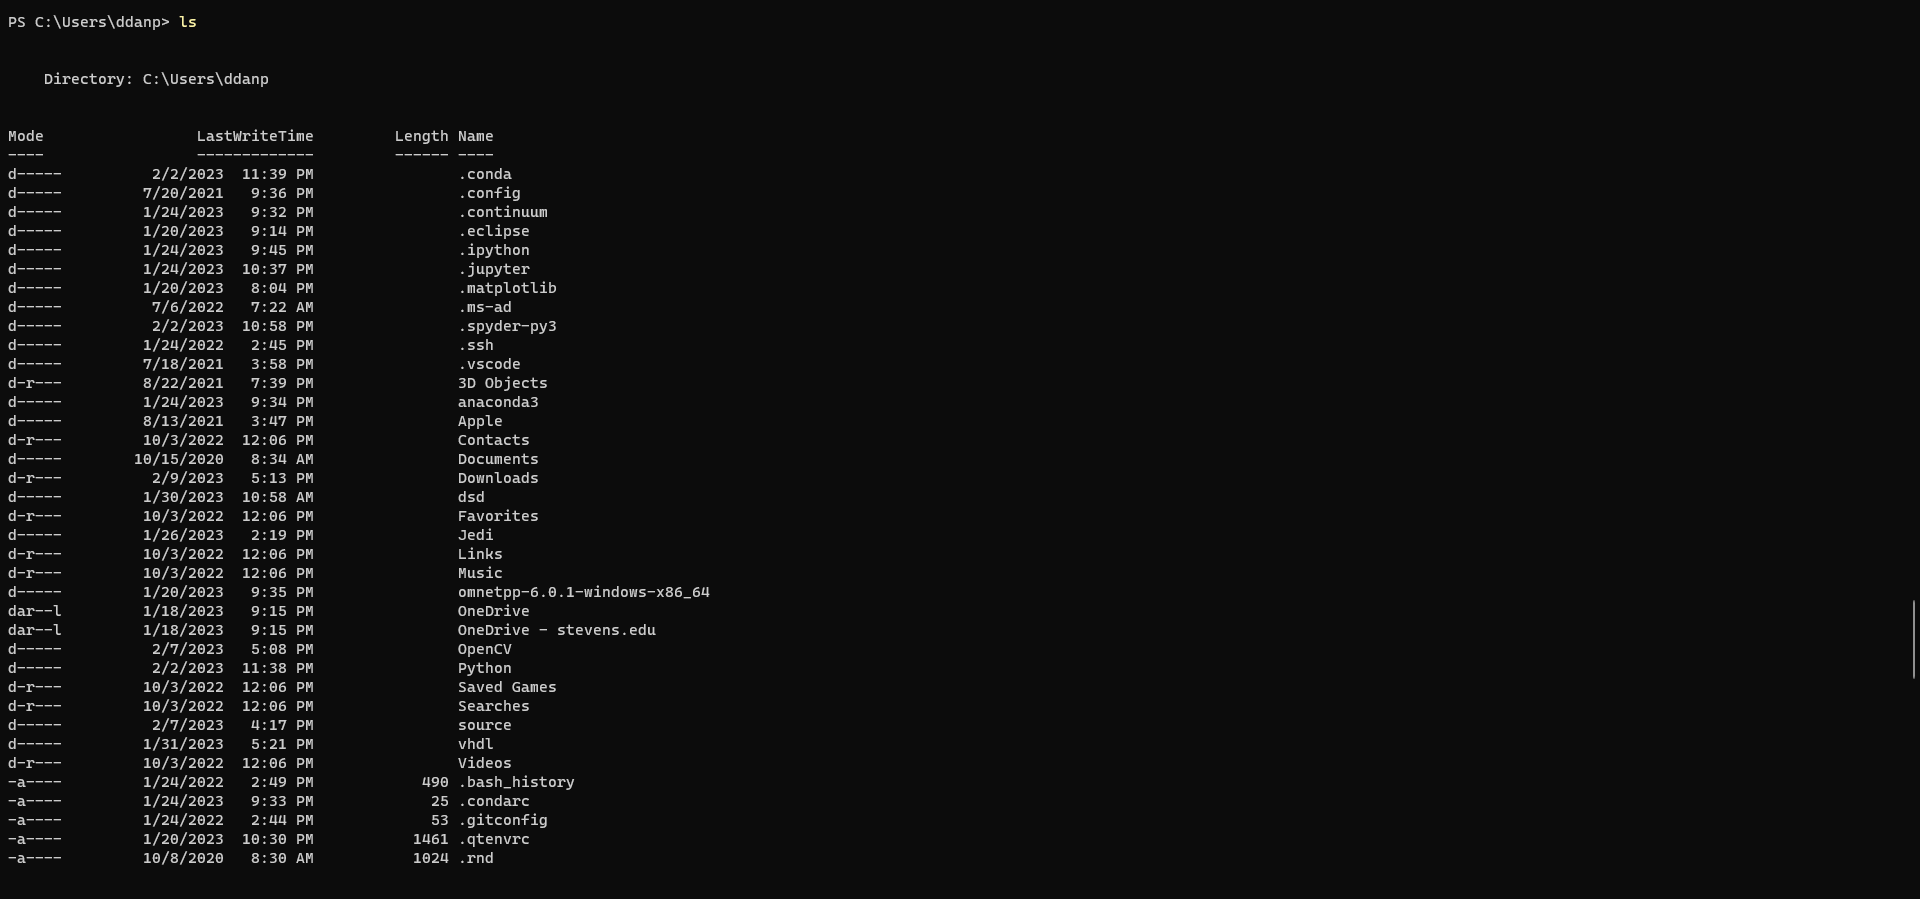 PS C:\Users\ddanp> ls
    Directory: C:\Users\ddanp
Mode                 LastWriteTime         Length Name
----                 -------------         ------ ----
d-----          2/2/2023  11:39 PM                .conda
d-----         7/20/2021   9:36 PM                .config
d-----         1/24/2023   9:32 PM                .continuum
d-----         1/20/2023   9:14 PM                .eclipse
d-----         1/24/2023   9:45 PM                .ipython
d-----         1/24/2023  10:37 PM                .jupyter
d-----         1/20/2023   8:04 PM                .matplotlib
d-----          7/6/2022   7:22 AM                .ms-ad
d-----          2/2/2023  10:58 PM                .spyder-py3
d-----         1/24/2022   2:45 PM                .ssh
d-----         7/18/2021   3:58 PM                .vscode
d-r---         8/22/2021   7:39 PM                3D Objects
d-----         1/24/2023   9:34 PM                anaconda3
d-----         8/13/2021   3:47 PM                Apple
d-r---         10/3/2022  12:06 PM                Contacts
d-----        10/15/2020   8:34 AM                Documents
d-r---          2/9/2023   5:13 PM                Downloads
d-----         1/30/2023  10:58 AM                dsd
d-r---         10/3/2022  12:06 PM                Favorites
d-----         1/26/2023   2:19 PM                Jedi
d-r---         10/3/2022  12:06 PM                Links
d-r---         10/3/2022  12:06 PM                Music
d-----         1/20/2023   9:35 PM                omnetpp-6.0.1-windows-x86_64
dar--l         1/18/2023   9:15 PM                OneDrive
dar--l         1/18/2023   9:15 PM                OneDrive - stevens.edu
d-----          2/7/2023   5:08 PM                OpenCV
d-----          2/2/2023  11:38 PM                Python
d-r---         10/3/2022  12:06 PM                Saved Games
d-r---         10/3/2022  12:06 PM                Searches
d-----          2/7/2023   4:17 PM                source
d-----         1/31/2023   5:21 PM                vhdl
d-r---         10/3/2022  12:06 PM                Videos
-a----         1/24/2022   2:49 PM            490 .bash_history
-a----         1/24/2023   9:33 PM             25 .condarc
-a----         1/24/2022   2:44 PM             53 .gitconfig
-a----         1/20/2023  10:30 PM           1461 .qtenvrc
-a----         10/8/2020   8:30 AM           1024 .rnd